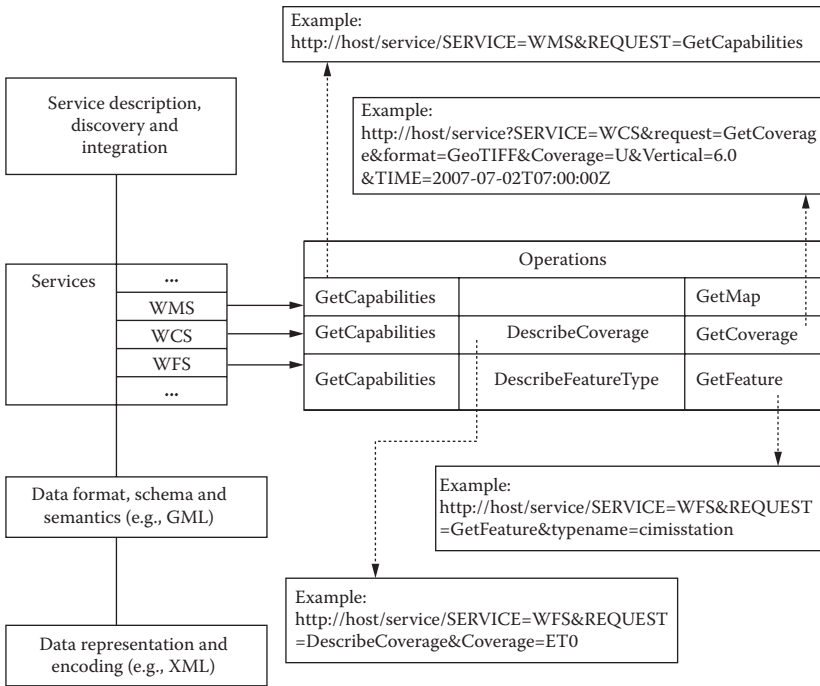 Example:
http://host/service/SERVICE=WMS&REQUEST=GetCapabilities
Service description,
discovery and
integration
Example:
http://host/service?SERVICE=WCS&request=GetCoverag
e&format=GeoTIFF&Coverage=U&Vertical=6.0
&TIME=2007-07-02T07:00:00Z
Services
...
WMS
WCS
WFS
...
Operations
GetCapabilities
GetMap
GetCapabilities
DescribeCoverage
GetCoverage
GetCapabilities
DescribeFeatureType
GetFeature
Data format, schema and
semantics (e.g., GML)
Example:
http://host/service/SERVICE=WFS&REQUEST
=GetFeature&typename=cimisstation
Example:
http://host/service/SERVICE=WFS&REQUEST
=DescribeCoverage&Coverage=ET0
Data representation and
encoding (e.g., XML)